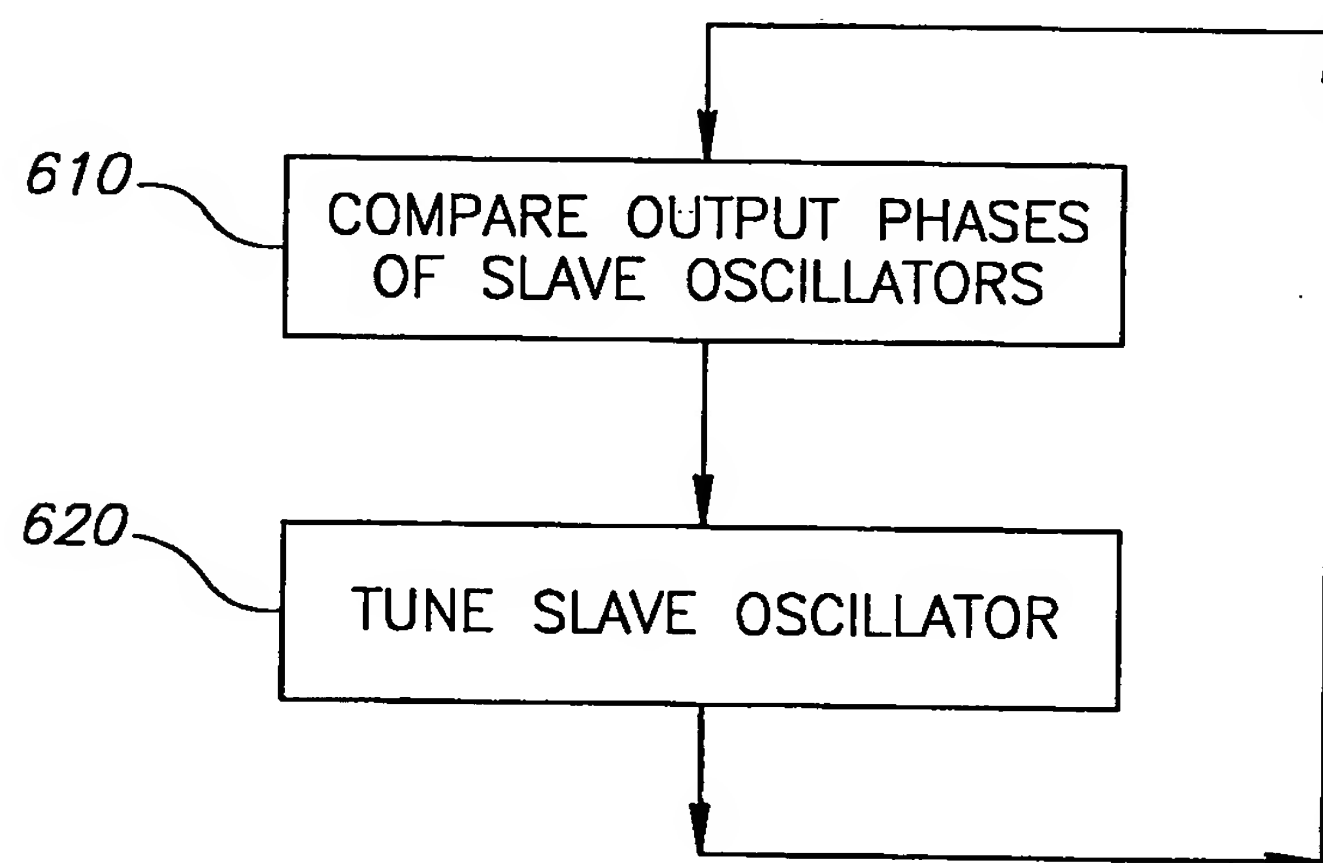 610
COMPARE OUTPUT PHASES
OF SLAVE OSCILLATORS
620
TUNE SLAVE OSCILLATOR